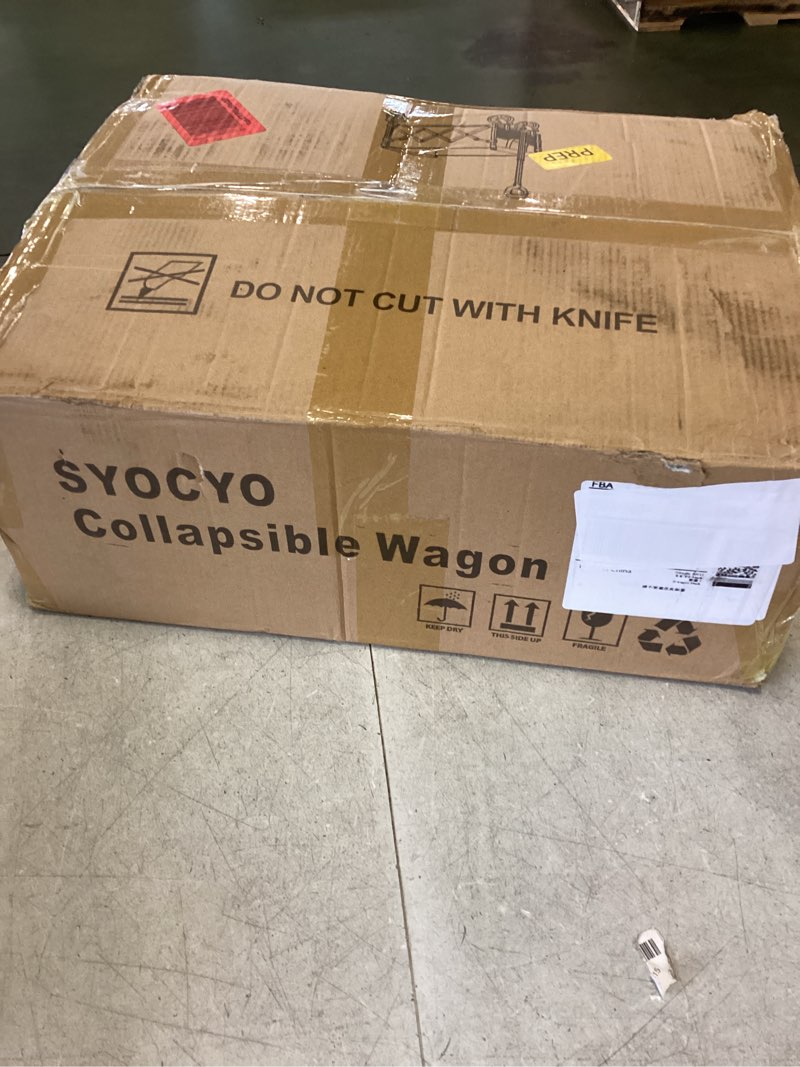 PREP
DO NOT CUT WITH KNIFE
SYOCYO
Collapsible Wagon
FBA
KEEP DRY
THIS SIDE UP
FRAGILE